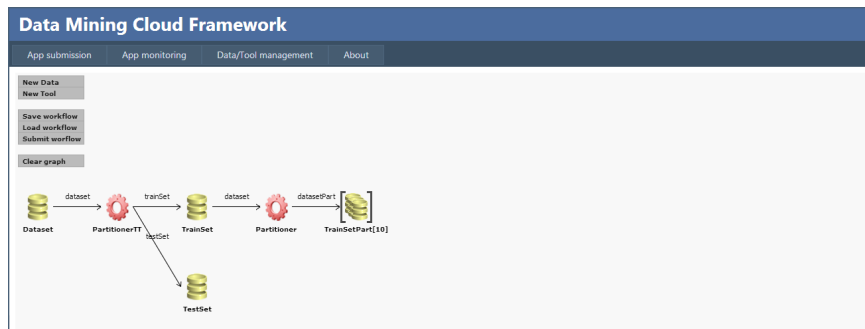 Data Mining Cloud Framework
App submission App monitoring Data/Tool management About
New Data
New Tool
Save workflow
Load workflow
Submit worflow
Clear graph
dataset trainSet dataset datasetPart
Dataset PartitionerTT TrainSet Partitioner TrainSetPart[10]
testSet
TestSet